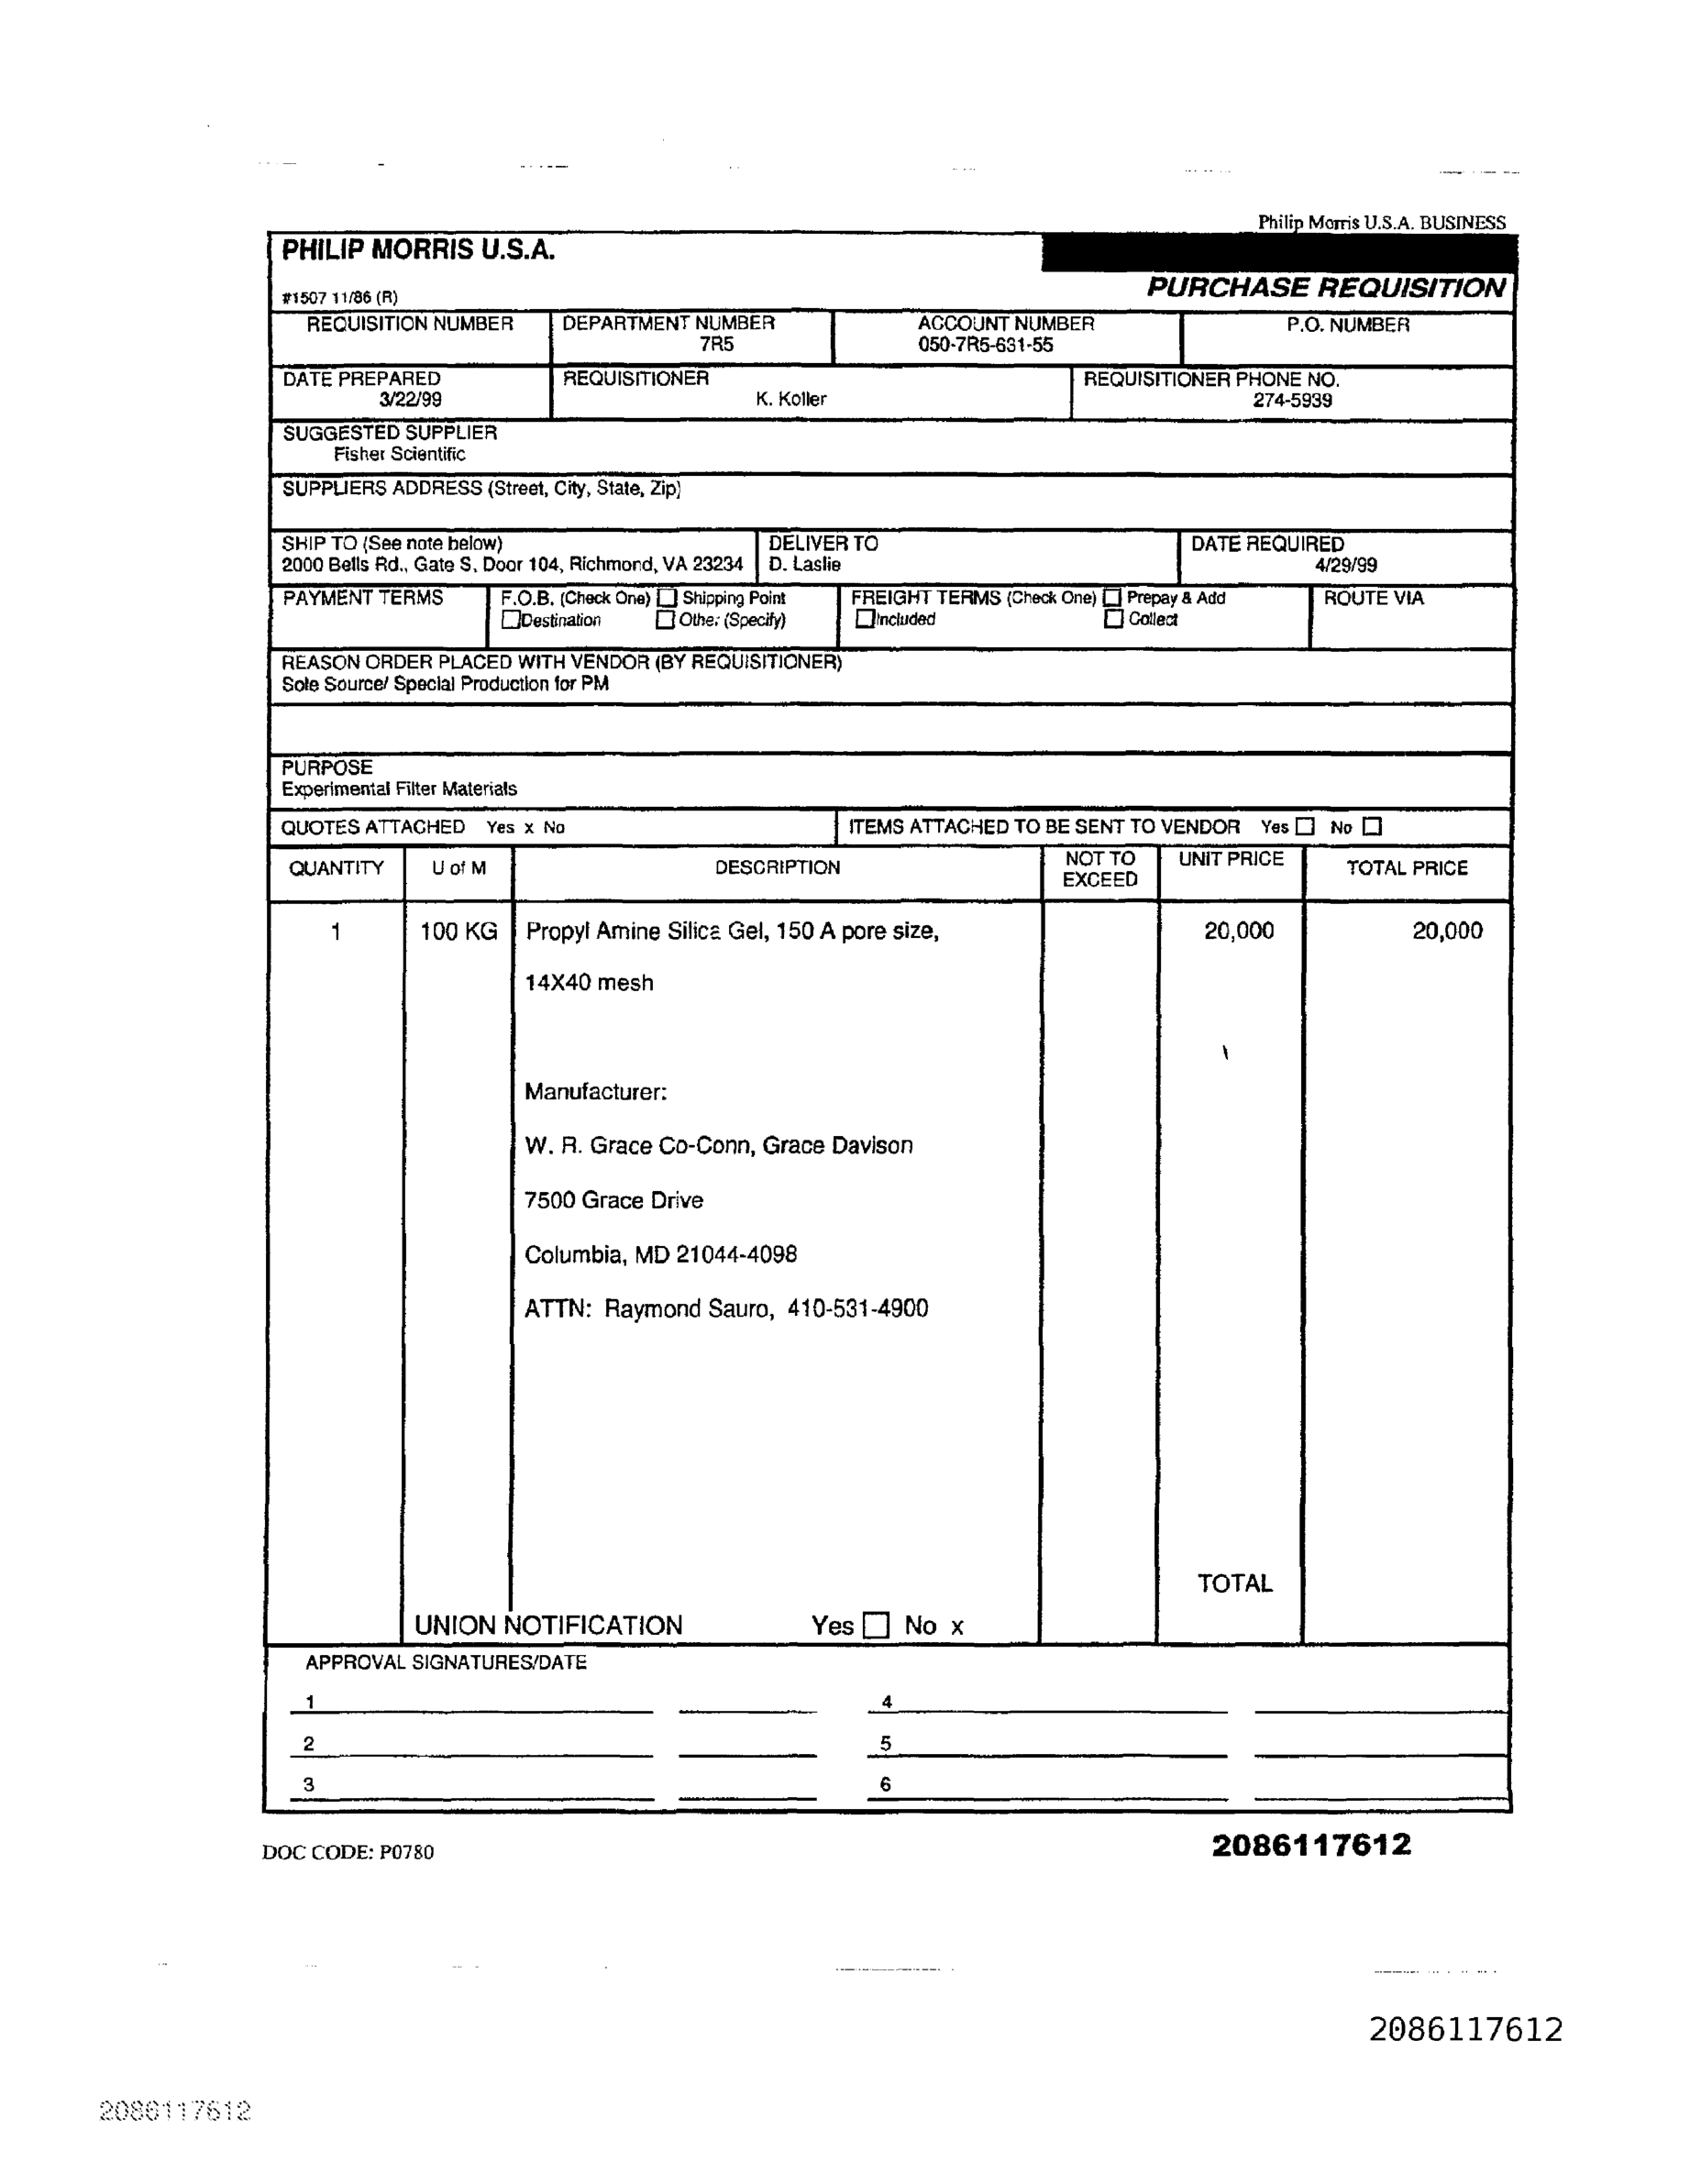 Philip Morris U.S.A. BUSINESS
PHILIP MORRIS U.S.A.
#1507 11/86 (R)
PURCHASE REQUISITION
REQUISITION NUMBER DEPARTMENT NUMBER ACCOUNT NUMBER P.O. NUMBER
7R5 050-7R5-631-55
DATE PREPARED REQUISITIONER REQUISITIONER PHONE NO.
3/22/99 K. Koller 274-5939
SUGGESTED SUPPLIER
Fisher Scientific
SUPPLIERS ADDRESS (Street, City, State, Zip)
SHIP TO (See note below) DELIVER TO DATE REQUIRED
2000 Bells Rd., Gate S, Door 104, Richmond, VA 23234 D. Laslie 4/29/99
PAYMENT TERMS F.O.B. (Check One) ☐ Shipping Point FREIGHT TERMS (Check One) ☐ Prepay & Add ROUTE VIA
☐ Destination ☐ Other (Specify) ☐ Included ☐ Collect
REASON ORDER PLACED WITH VENDOR (BY REQUISITIONER)
Sole Source/ Special Production for PM
PURPOSE
Experimental Filter Materials
QUOTES ATTACHED Yes x No ITEMS ATTACHED TO BE SENT TO VENDOR Yes ☐ No ☐
QUANTITY U of M DESCRIPTION NOT TO EXCEED UNIT PRICE TOTAL PRICE
1 100 KG Propyl Amine Silica Gel, 150 A pore size, 20,000 20,000
14X40 mesh
Manufacturer:
W. R. Grace Co-Conn, Grace Davison
7500 Grace Drive
Columbia, MD 21044-4098
ATTN: Raymond Sauro, 410-531-4900
TOTAL
UNION NOTIFICATION Yes ☐ No x
APPROVAL SIGNATURES/DATE
1 4
2 5
3 6
DOC CODE: P0780
2086117612
2086117612
2086117612